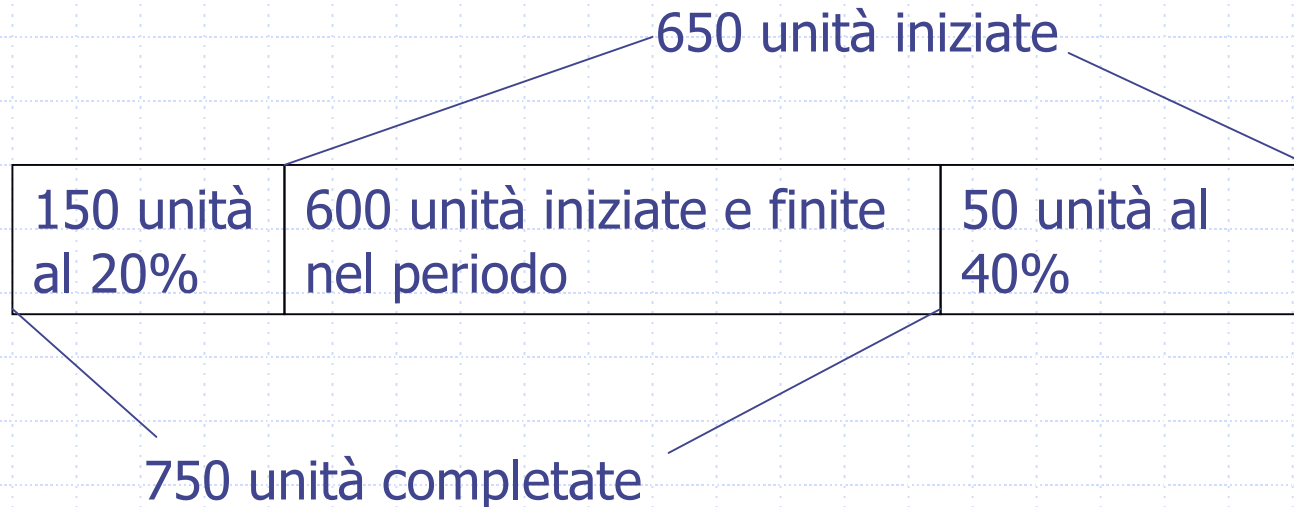 650 unità iniziate
150 unità
al 20%
600 unità iniziate e finite
nel periodo
50 unità al
40%
750 unità completate